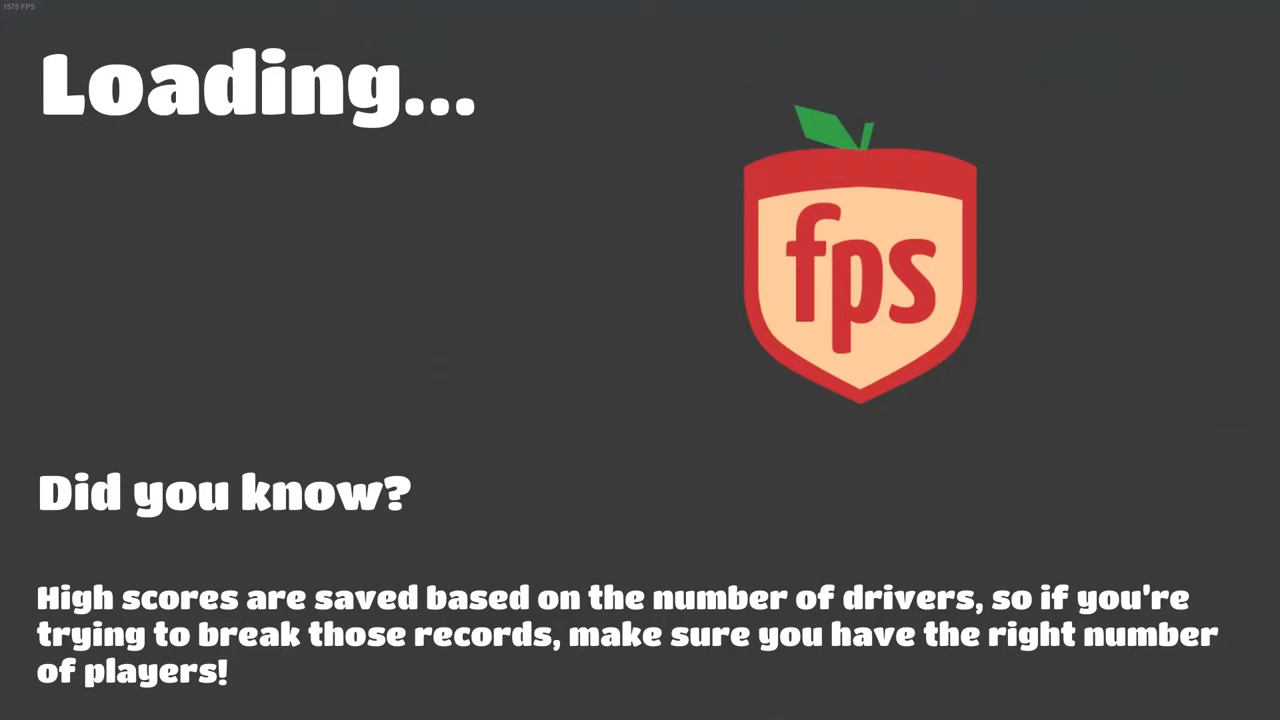 1575 FPS
Loading...
fps
Did you know?
High scores are saved based on the number of drivers, so if you're
trying to break those records, make sure you have the right number
of players!